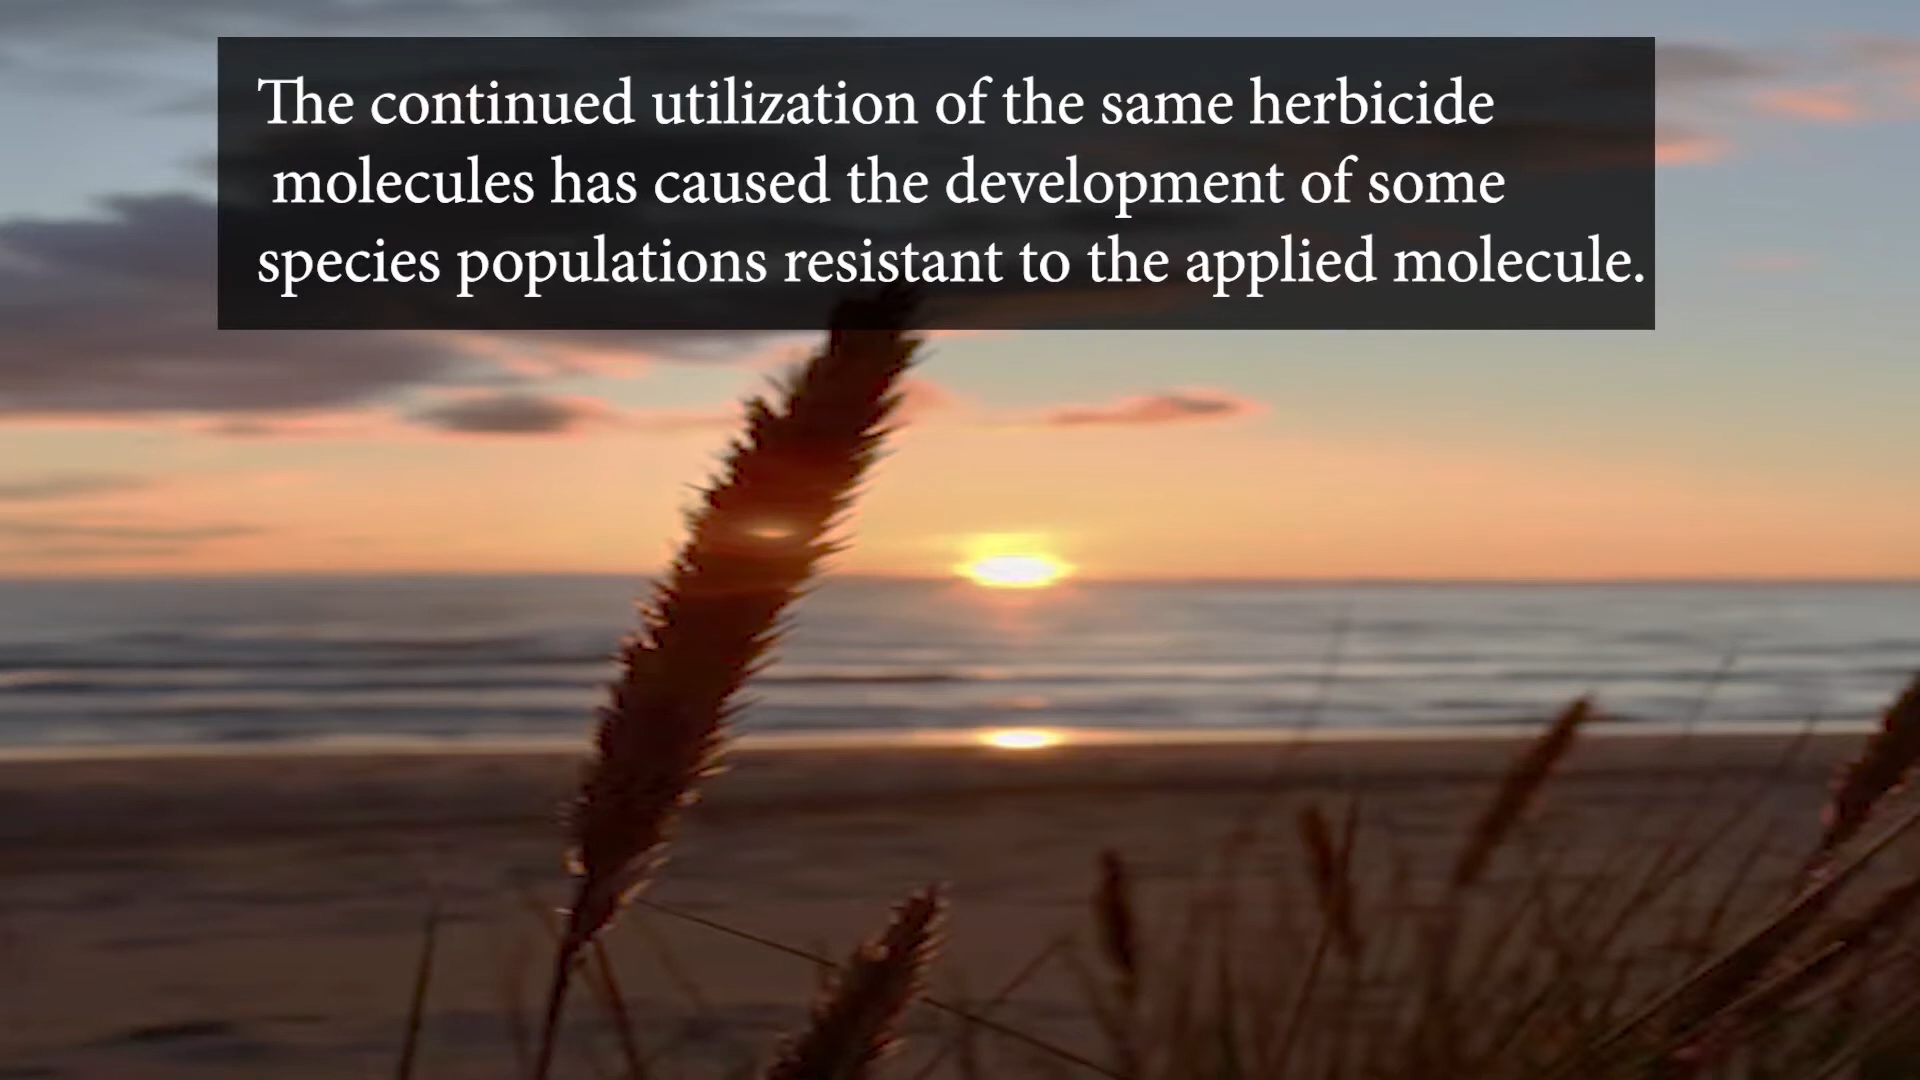 The continued utilization of the same herbicide
molecules has caused the development of some
species populations resistant to the applied molecule.